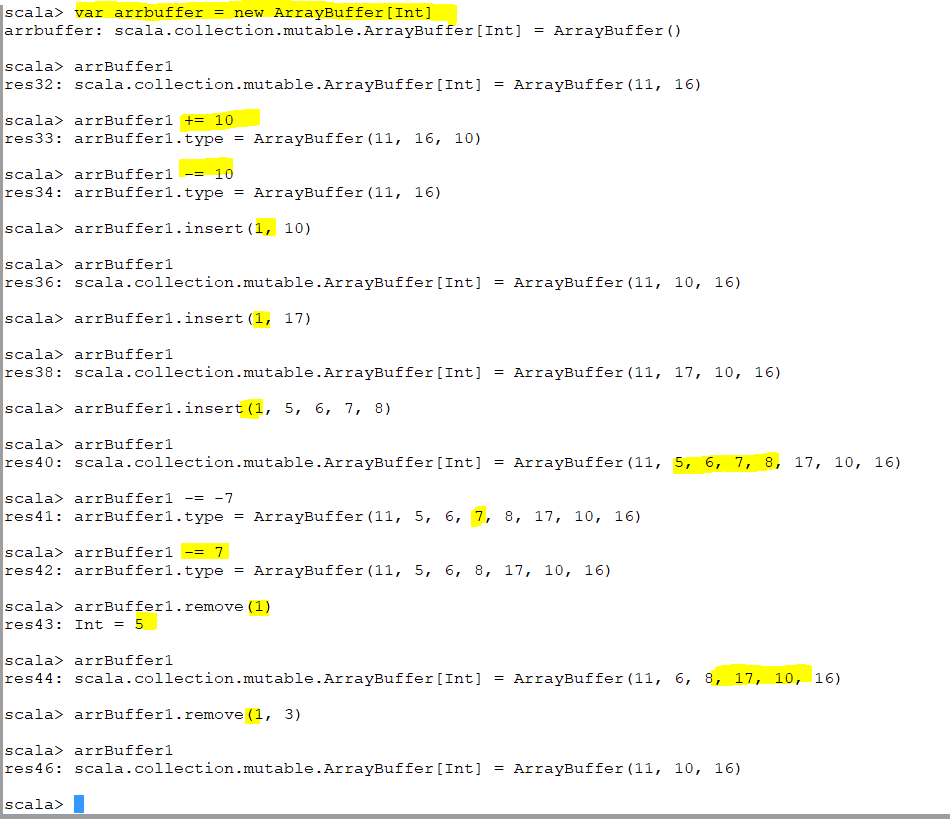 scala> var arrbuffer = new ArrayBuffer[Int]
arrbuffer: scala.collection.mutable.ArrayBuffer[Int] = ArrayBuffer()
scala> arrBuffer1
res32: scala.collection.mutable.ArrayBuffer[Int] = ArrayBuffer(11, 16)
scala> arrBuffer1 += 10
res33: arrBuffer1.type = ArrayBuffer(11, 16, 10)
scala> arrBuffer1 -= 10
res34: arrBuffer1.type = ArrayBuffer(11, 16)
scala> arrBuffer1.insert(1, 10)
scala> arrBuffer1
res36: scala.collection.mutable.ArrayBuffer[Int] = ArrayBuffer(11, 10, 16)
scala> arrBuffer1.insert(1, 17)
scala> arrBuffer1
res38: scala.collection.mutable.ArrayBuffer[Int] = ArrayBuffer(11, 17, 10, 16)
scala> arrBuffer1.insert(1, 5, 6, 7, 8)
scala> arrBuffer1
res40: scala.collection.mutable.ArrayBuffer[Int] = ArrayBuffer(11, 5, 6, 7, 8, 17, 10, 16)
scala> arrBuffer1 -= -7
res41: arrBuffer1.type = ArrayBuffer(11, 5, 6, 7, 8, 17, 10, 16)
scala> arrBuffer1 -= 7
res42: arrBuffer1.type = ArrayBuffer(11, 5, 6, 8, 17, 10, 16)
scala> arrBuffer1.remove(1)
res43: Int = 5
scala> arrBuffer1
res44: scala.collection.mutable.ArrayBuffer[Int] = ArrayBuffer(11, 6, 8, 17, 10, 16)
scala> arrBuffer1.remove(1, 3)
scala> arrBuffer1
res46: scala.collection.mutable.ArrayBuffer[Int] = ArrayBuffer(11, 10, 16)
scala>